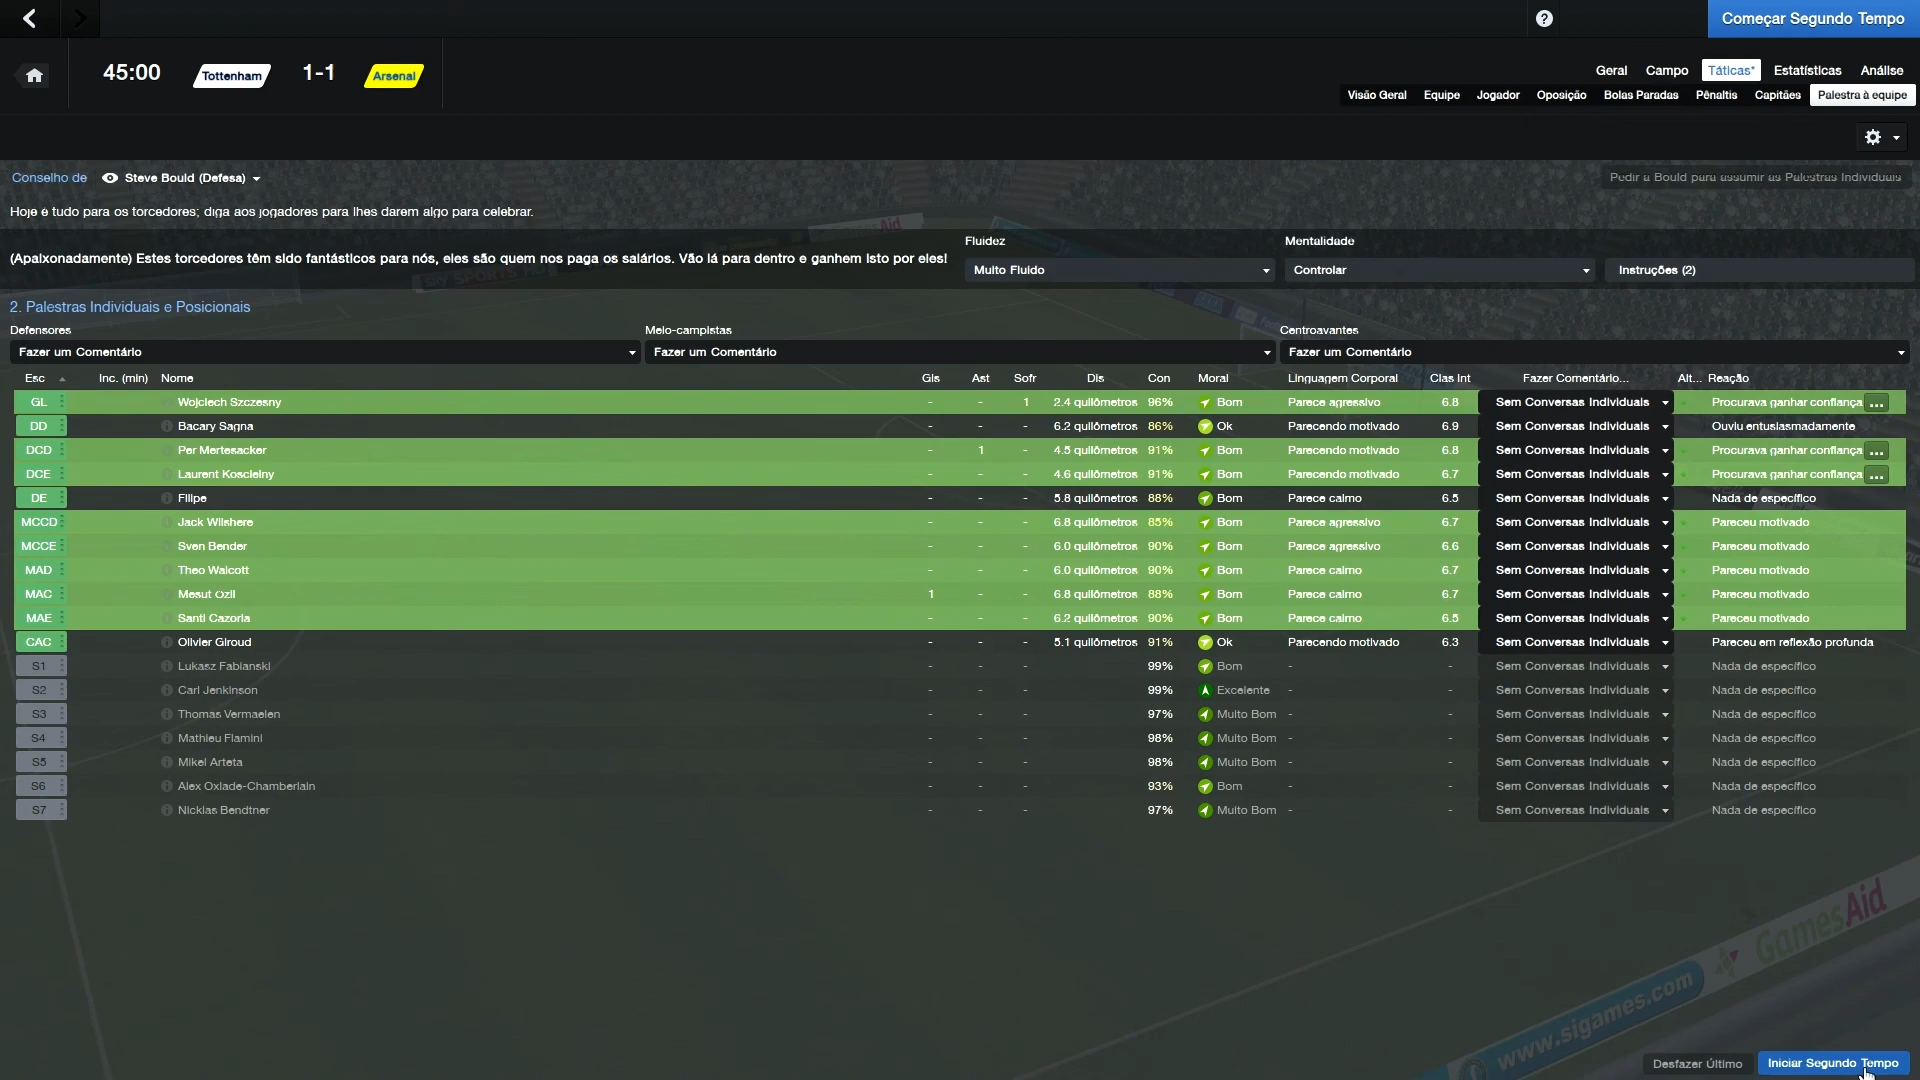 Começar Segundo Tempo
45:00 Tottenham 1-1 Arsenal
Geral Campo Táticas* Estatísticas Análise
Visão Geral Equipe Jogador Oposição Bolas Paradas Pênaltis Capitães Palestra à equipe
Conselho de Steve Bould (Defesa)
Pedir a Bould para assumir as Palestras Individuais
Hoje é tudo para os torcedores; diga aos jogadores para lhes darem algo para celebrar.
Fluidez Mentalidade
(Apaixonadamente) Estes torcedores têm sido fantásticos para nós, eles são quem nos paga os salários. Vão lá para dentro e ganhem isto por eles!
Muito Fluido Controlar Instruções (2)
2. Palestras Individuais e Posicionais
Defensores Meio-campistas Centroavantes
Fazer um Comentário Fazer um Comentário Fazer um Comentário
Esc Inc. (min) Nome Gls Ast Sofr Dis Con Moral Linguagem Corporal Clas Int Fazer Comentário... Alt... Reação
GL Wojciech Szczesny - - 1 2.4 quilômetros 96% Bom Parece agressivo 6.8 Sem Conversas Individuais Procurava ganhar confiança ...
DD Bacary Sagna - - - 6.2 quilômetros 86% Ok Parecendo motivado 6.9 Sem Conversas Individuais Ouviu entusiasmadamente
DCD Per Mertesacker - 1 - 4.5 quilômetros 91% Bom Parecendo motivado 6.8 Sem Conversas Individuais Procurava ganhar confiança ...
DCE Laurent Koscielny - - - 4.6 quilômetros 91% Bom Parecendo motivado 6.7 Sem Conversas Individuais Procurava ganhar confiança ...
DE Filipe - - - 5.8 quilômetros 88% Bom Parece calmo 6.5 Sem Conversas Individuais Nada de específico
MCCD Jack Wilshere - - - 6.8 quilômetros 85% Bom Parece agressivo 6.7 Sem Conversas Individuais Pareceu motivado
MCCE Sven Bender - - - 6.0 quilômetros 90% Bom Parece agressivo 6.6 Sem Conversas Individuais Pareceu motivado
MAD Theo Walcott - - - 6.0 quilômetros 90% Bom Parece calmo 6.7 Sem Conversas Individuais Pareceu motivado
MAC Mesut Özil 1 - - 6.8 quilômetros 88% Bom Parece calmo 6.7 Sem Conversas Individuais Pareceu motivado
MAE Santi Cazorla - - - 6.2 quilômetros 90% Bom Parece calmo 6.5 Sem Conversas Individuais Pareceu motivado
CAC Olivier Giroud - - - 5.1 quilômetros 91% Ok Parecendo motivado 6.3 Sem Conversas Individuais Pareceu em reflexão profunda
S1 Lukasz Fabianski - - - 99% Bom - - Sem Conversas Individuais Nada de específico
S2 Carl Jenkinson - - - 99% Excelente - - Sem Conversas Individuais Nada de específico
S3 Thomas Vermaelen - - - 97% Muito Bom - - Sem Conversas Individuais Nada de específico
S4 Mathieu Flamini - - - 98% Muito Bom - - Sem Conversas Individuais Nada de específico
S5 Mikel Arteta - - - 98% Muito Bom - - Sem Conversas Individuais Nada de específico
S6 Alex Oxlade-Chamberlain - - - 93% Bom - - Sem Conversas Individuais Nada de específico
S7 Nicklas Bendtner - - - 97% Muito Bom - - Sem Conversas Individuais Nada de específico
GamesAid
www.sigames.com
Desfazer Último Iniciar Segundo Tempo